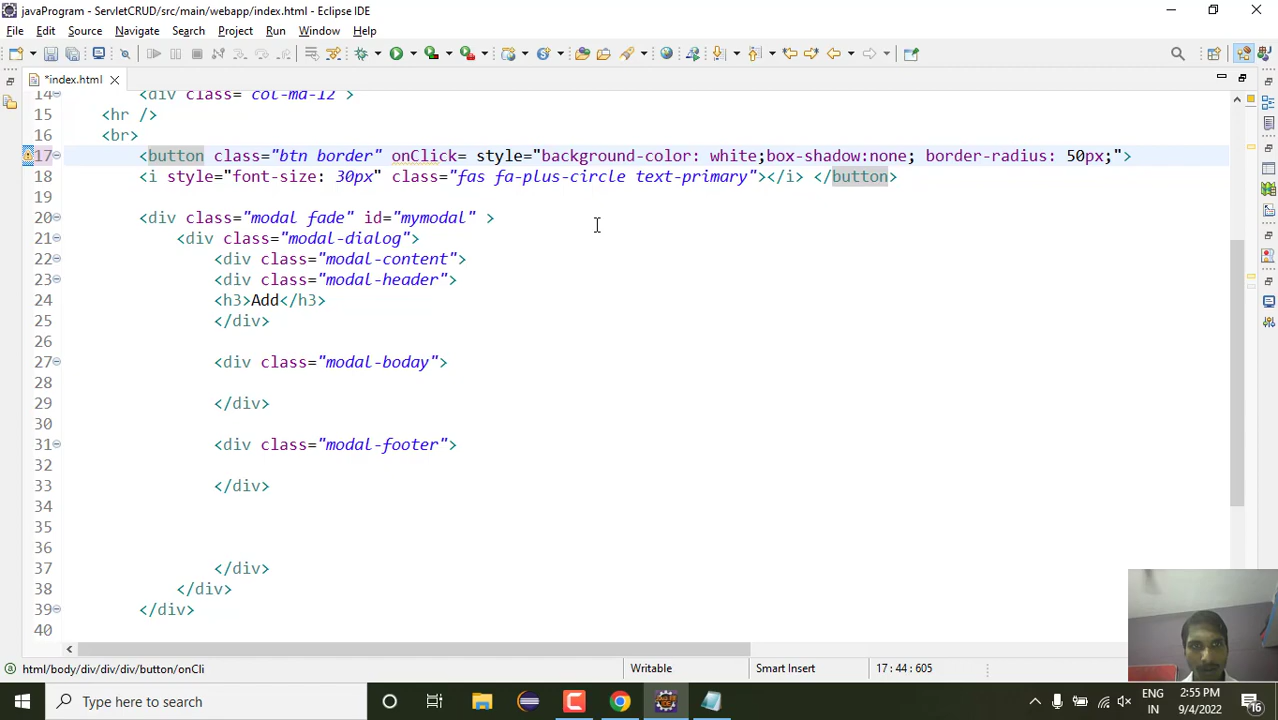 javaProgram - ServletCRUD/src/main/webapp/index.html - Eclipse IDE
File Edit Source Navigate Search Project Run Window Help
*index.html
14 <div class= col-ma-12 >
15 <hr />
16 <br>
17 <button class="btn border" onClick= style="background-color: white;box-shadow:none; border-radius: 50px;">
18 <i style="font-size: 30px" class="fas fa-plus-circle text-primary"></i> </button>
19
20 <div class="modal fade" id="mymodal" >
21 <div class="modal-dialog">
22 <div class="modal-content">
23 <div class="modal-header">
24 <h3>Add</h3>
25 </div>
26
27 <div class="modal-boday">
28
29 </div>
30
31 <div class="modal-footer">
32
33 </div>
34
35
36
37 </div>
38 </div>
39 </div>
40
html/body/div/div/div/button/onCli Writable Smart Insert 17 : 44 : 605
Type here to search
ENG
IN
2:55 PM
9/4/2022
16